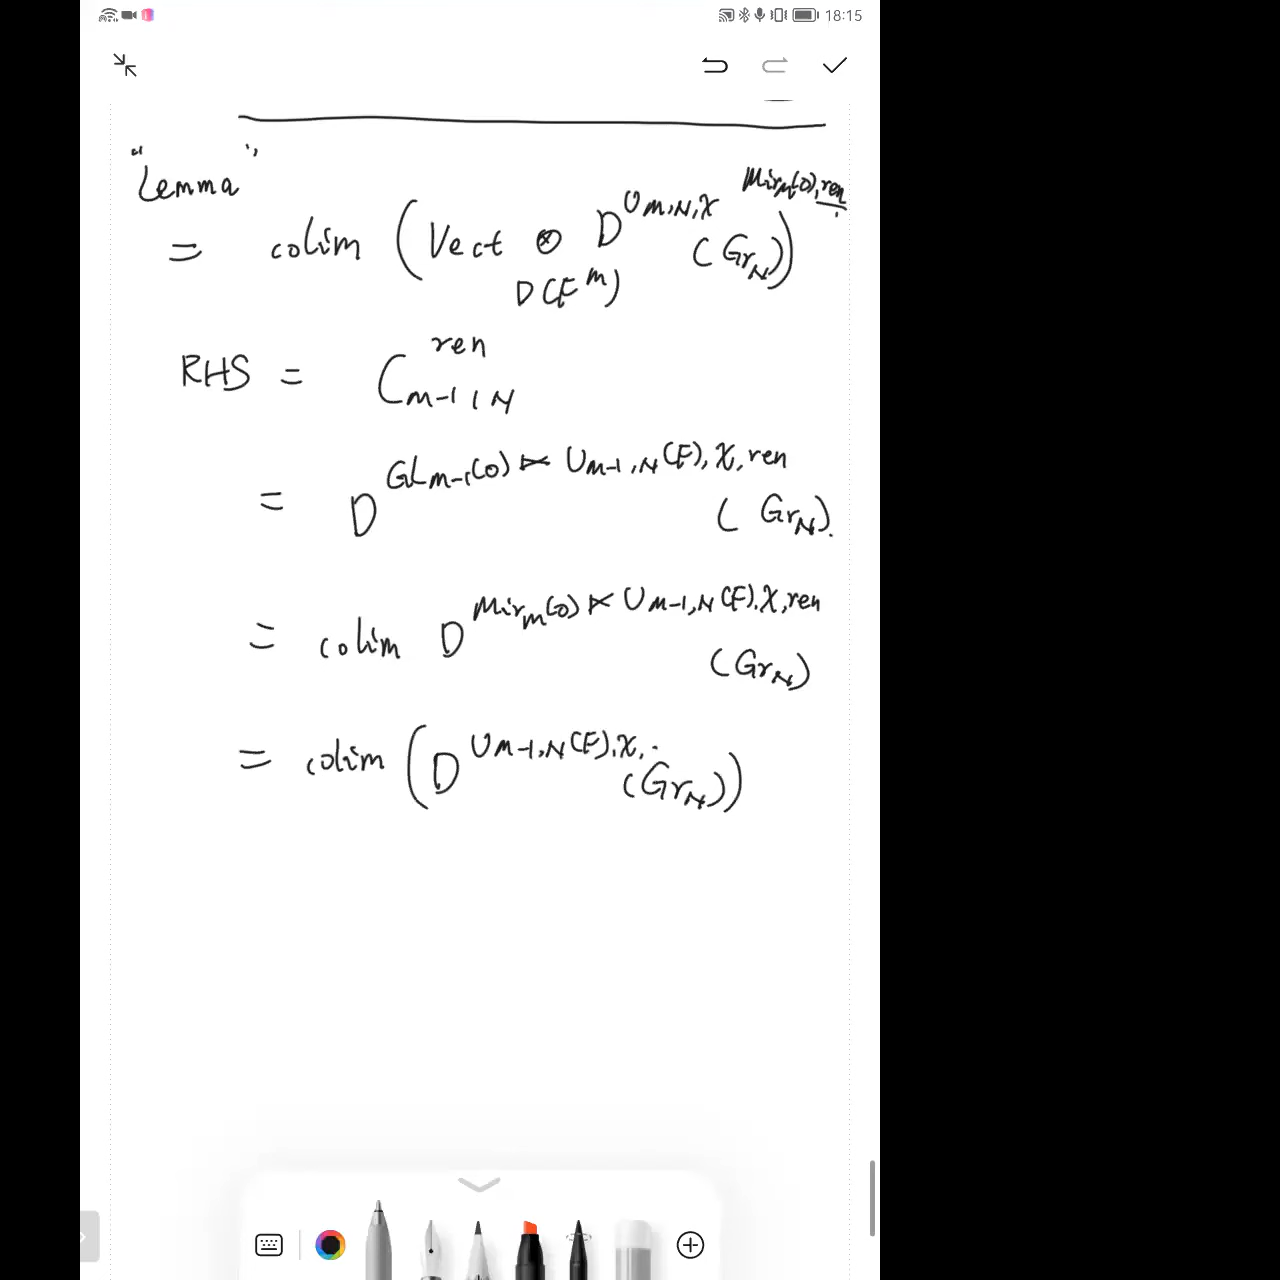 18:15
"Lemma"
= colim (Vect ⊗_{D(F^m)} D^{U_{M,N},χ}(Gr_N))^{Mir_m(O), ren}
RHS = C_{M-1,N}^{ren}
= D^{GL_{M-1}(O) ⋉ U_{M-1,N}(F), χ, ren}(Gr_N).
= colim D^{Mir_m(O) ⋉ U_{M-1,N}(F), χ, ren}(Gr_N)
= colim (D^{U_{M-1,N}(F), χ, .}(Gr_N))